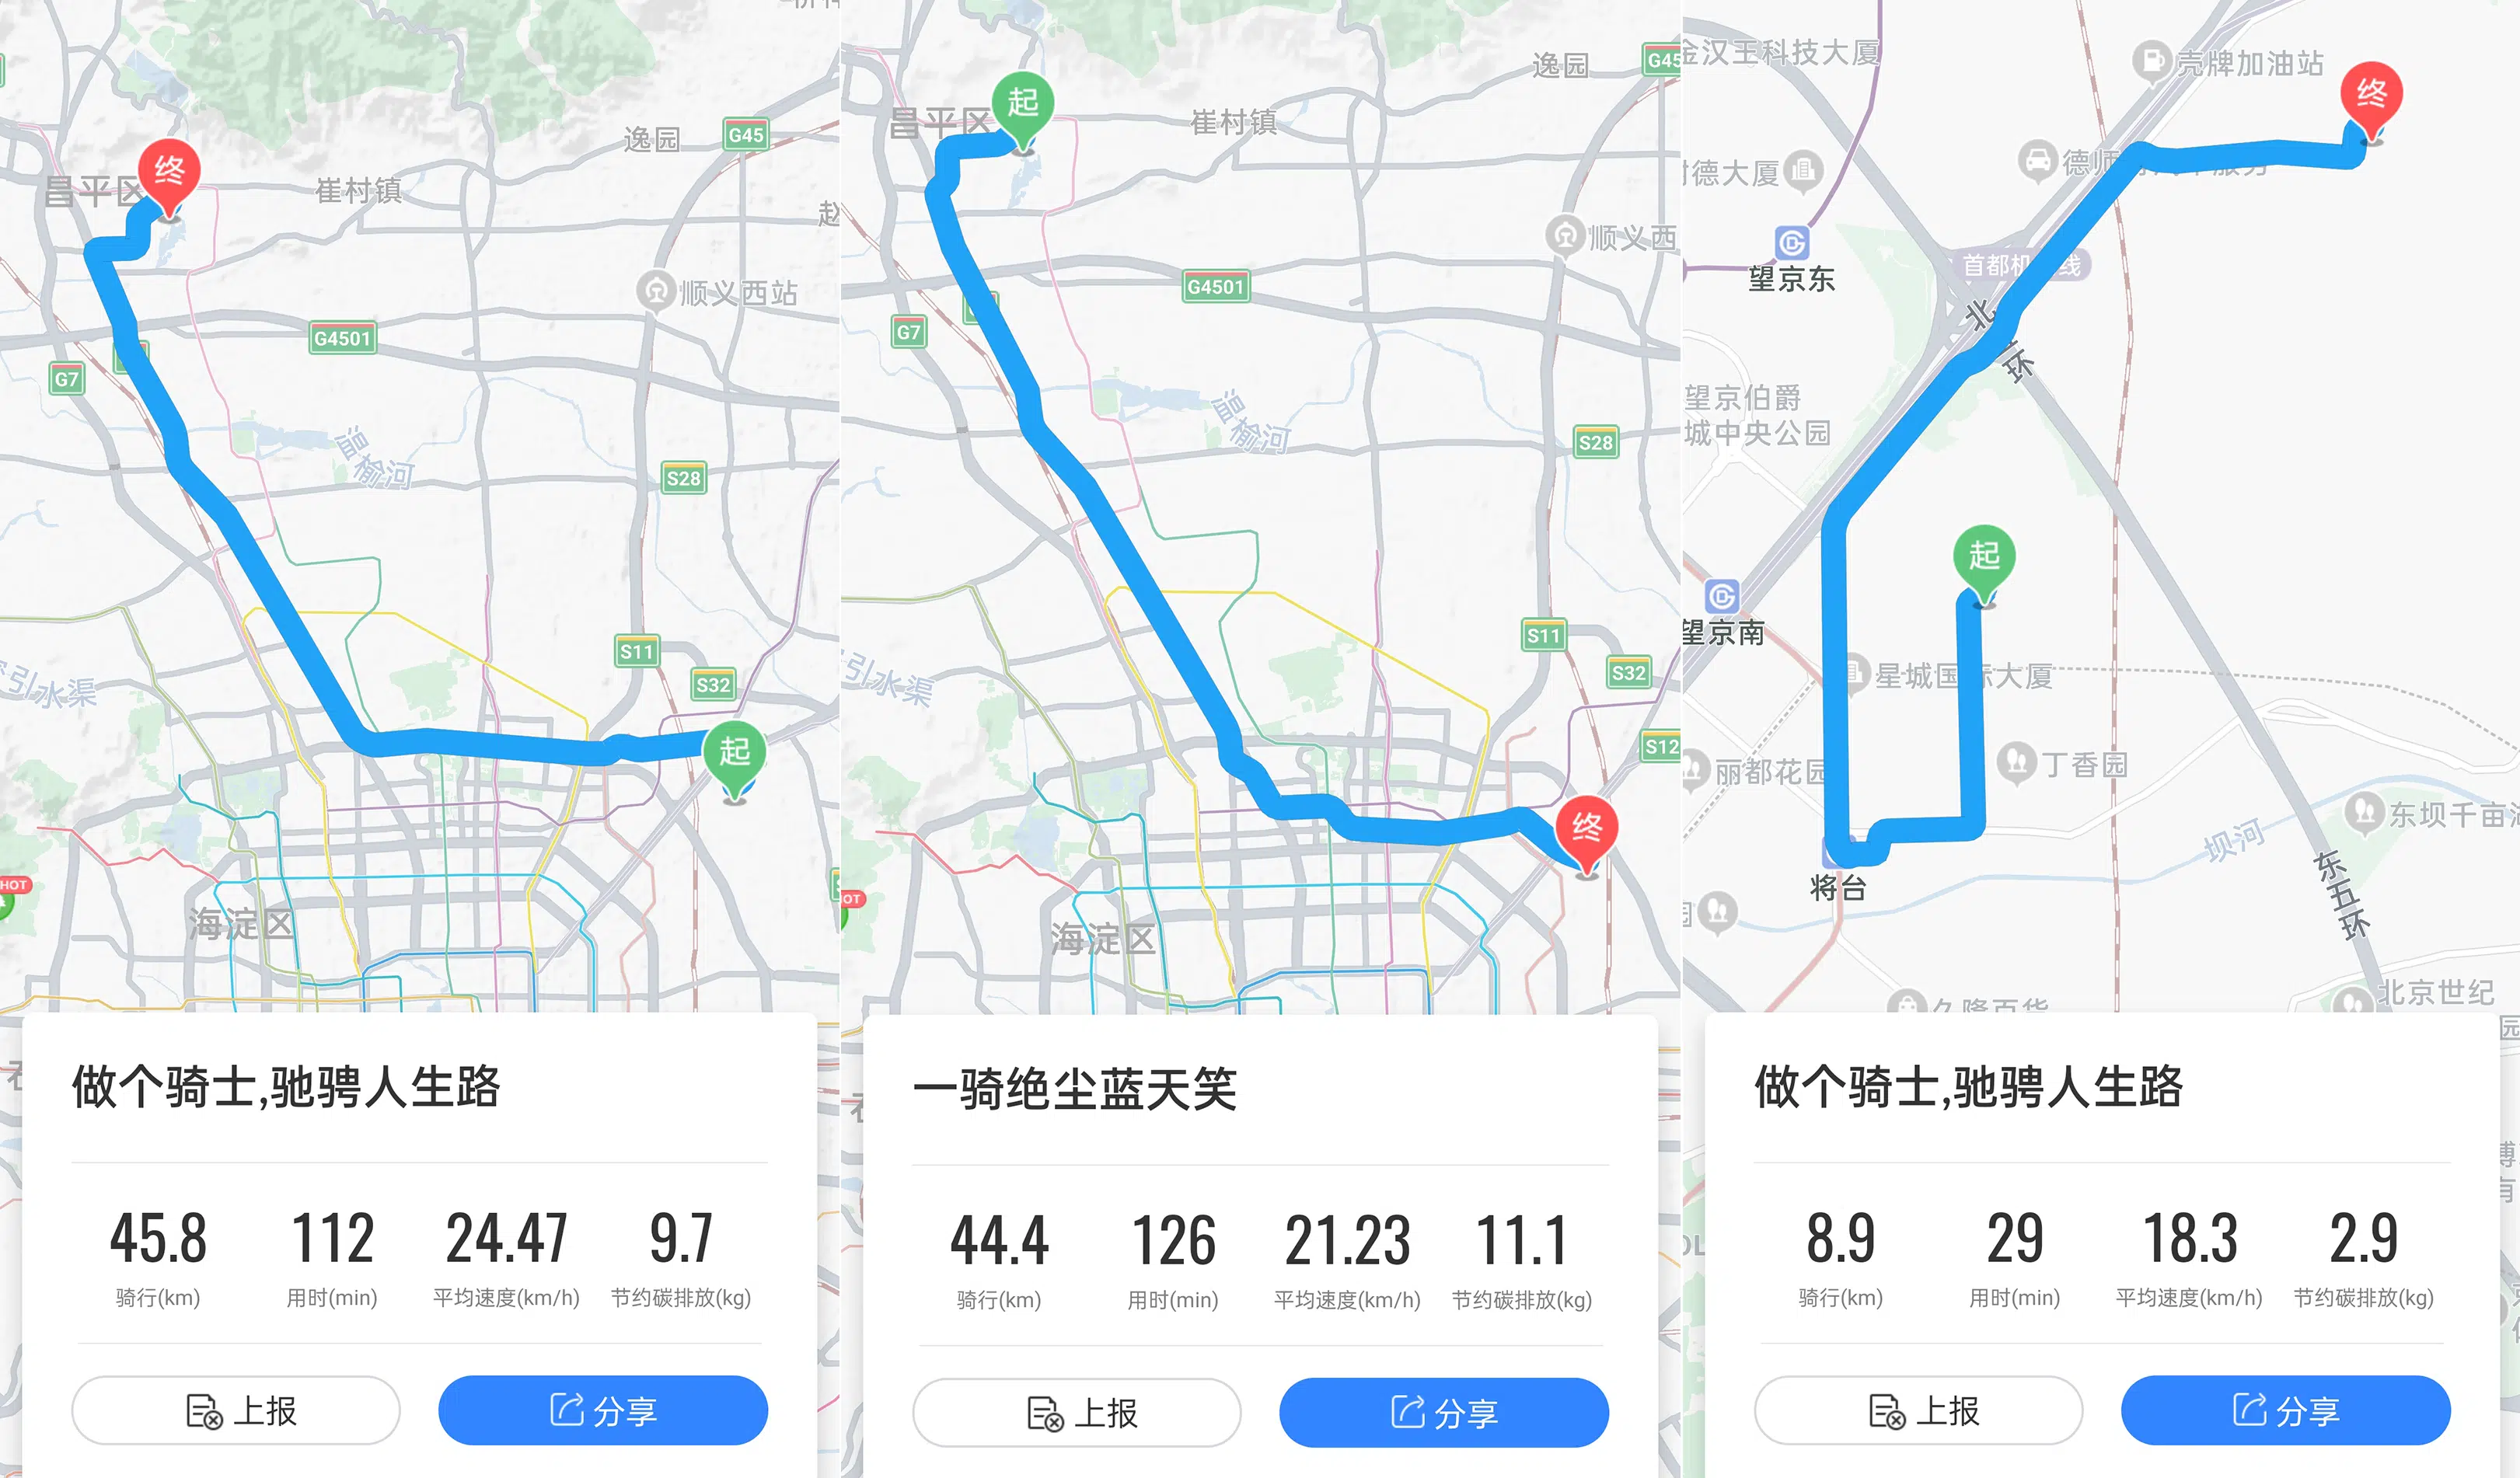 逸园
G45
昌平区
终
崔村镇
顺义西站
G4501
G7
温榆河
S28
S11
S32
引水渠
起
HOT
海淀区
做个骑士,驰骋人生路
45.8
112
24.47
9.7
骑行(km)
用时(min)
平均速度(km/h)
节约碳排放(kg)
上报
分享
逸园
G45
起
昌平区
崔村镇
顺义西
G4501
G7
温榆河
S28
S11
S32
引水渠
S12
终
OT
海淀区
一骑绝尘蓝天笑
44.4
126
21.23
11.1
骑行(km)
用时(min)
平均速度(km/h)
节约碳排放(kg)
上报
分享
金汉王科技大厦
壳牌加油站
终
德大厦
望京东
首都机 线
北
环
望京伯爵
城中央公园
起
望京南
星城国际大厦
丽都花园
丁香园
东坝千亩
坝河
东五环
将台
北京世纪
久隆百货
做个骑士,驰骋人生路
8.9
29
18.3
2.9
骑行(km)
用时(min)
平均速度(km/h)
节约碳排放(kg)
上报
分享